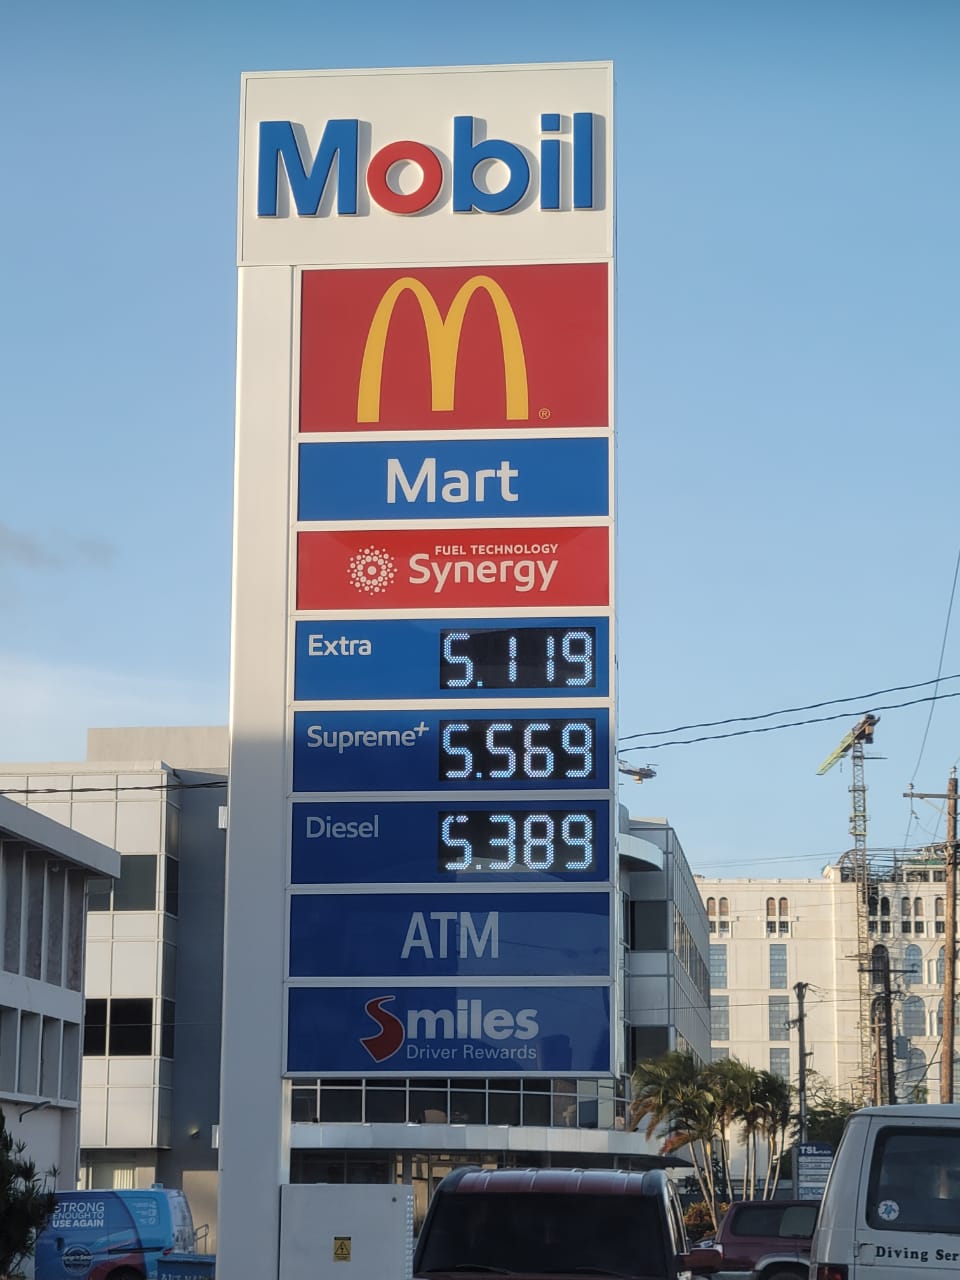 Mobil
M
®
Mart
FUEL TECHNOLOGY
Synergy
Extra 5.119
Supreme+ 5.569
Diesel 5.389
ATM
Smiles
Driver Rewards
STRONG
ENOUGH TO
USE AGAIN
TSL
Diving Ser